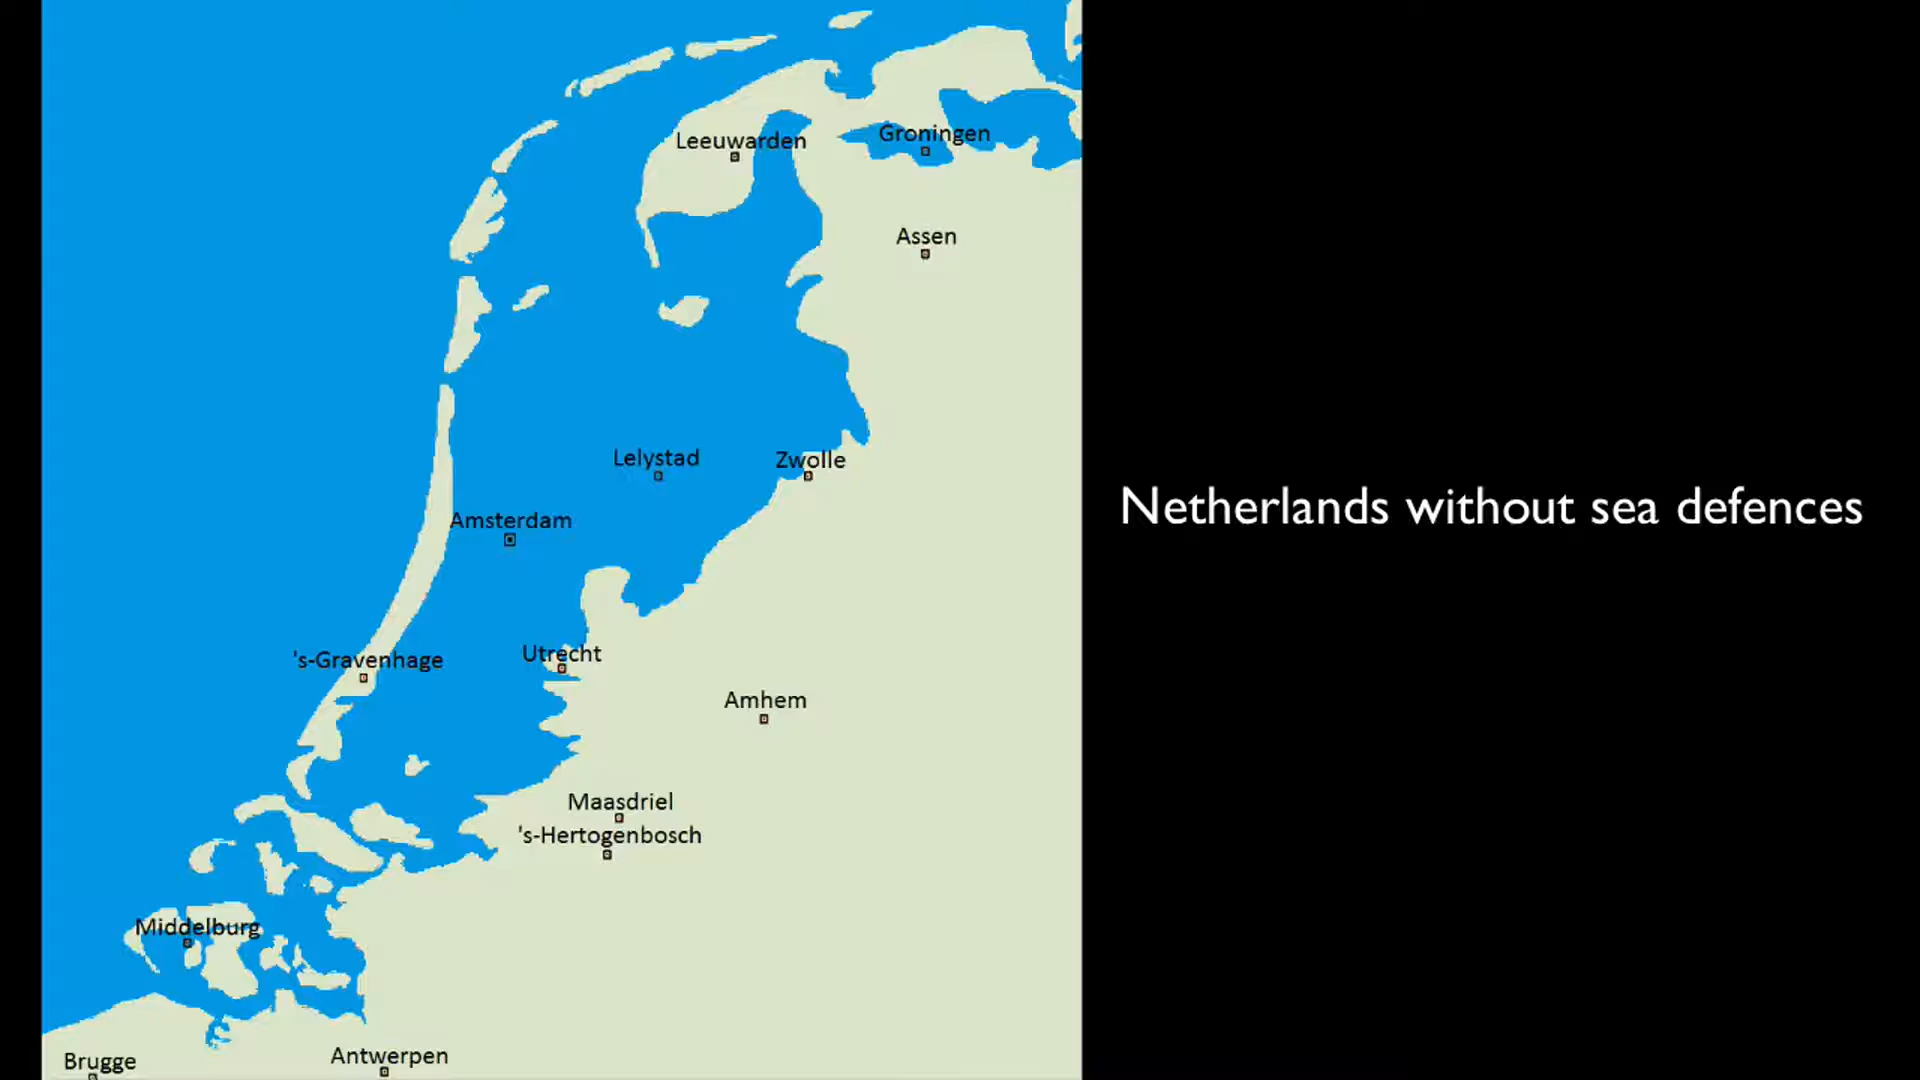 Leeuwarden
Groningen
Assen
Lelystad
Zwolle
Amsterdam
Netherlands without sea defences
's-Gravenhage
Utrecht
Amhem
Maasdriel
's-Hertogenbosch
Middelburg
Brugge
Antwerpen